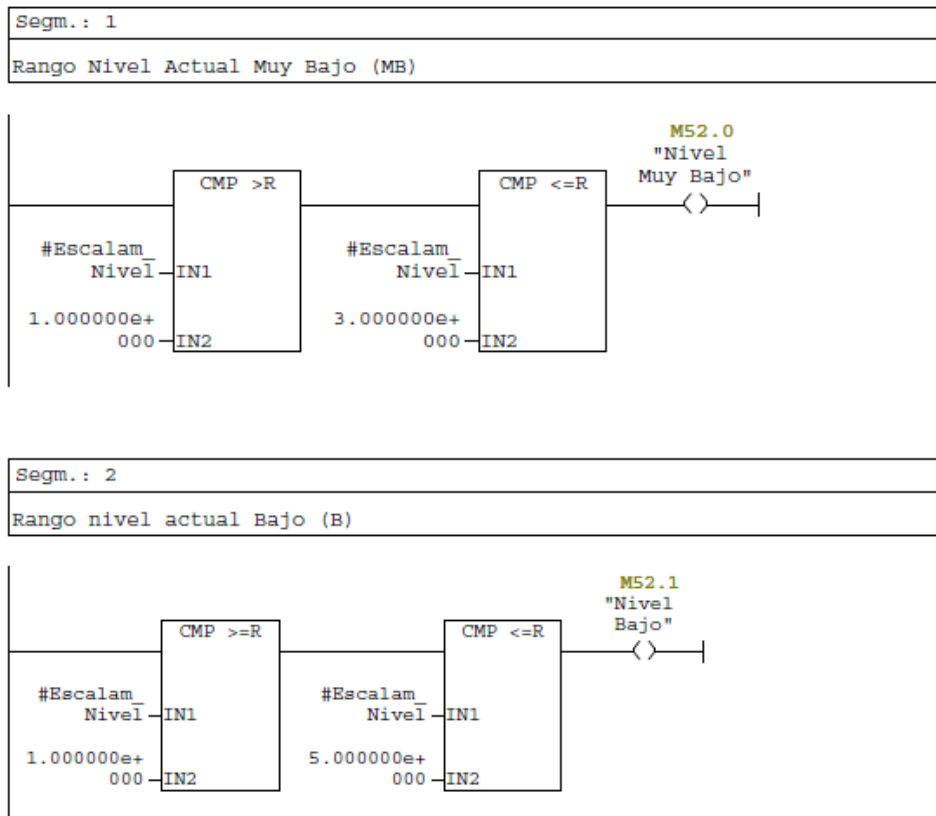 Segm.: 1
Rango Nivel Actual Muy Bajo (MB)
M52.0
"Nivel
Muy Bajo"
CMP >R
CMP <=R
#Escalam_
Nivel
IN1
#Escalam_
Nivel
IN1
1.000000e+
000
IN2
3.000000e+
000
IN2
Segm.: 2
Rango nivel actual Bajo (B)
M52.1
"Nivel
Bajo"
CMP >=R
CMP <=R
#Escalam_
Nivel
IN1
#Escalam_
Nivel
IN1
1.000000e+
000
IN2
5.000000e+
000
IN2